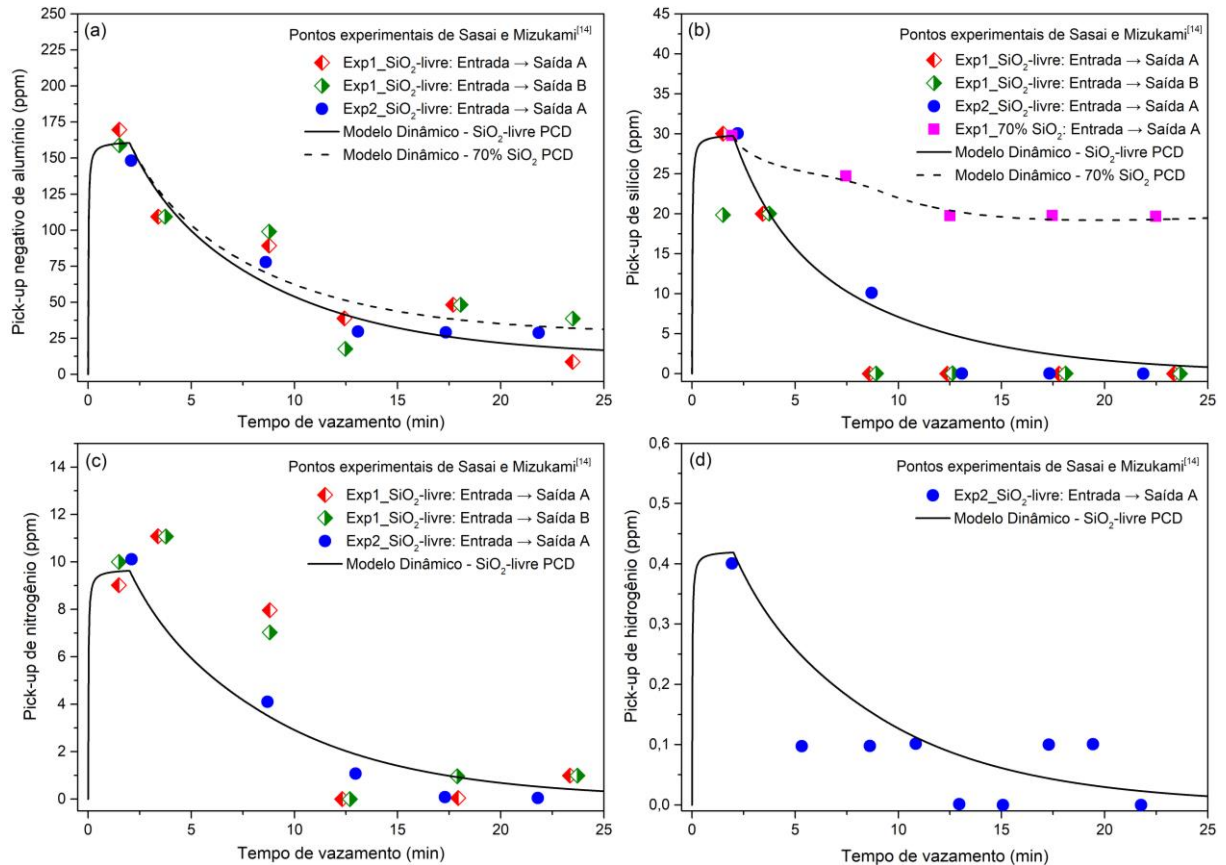 (a)
Pontos experimentais de Sasai e Mizukami[14]
Exp1_SiO2-livre: Entrada → Saída A
Exp1_SiO2-livre: Entrada → Saída B
Exp2_SiO2-livre: Entrada → Saída A
Modelo Dinâmico - SiO2-livre PCD
Modelo Dinâmico - 70% SiO2 PCD
Pick-up negativo de alumínio (ppm)
250
225
200
175
150
125
100
75
50
25
0
0 5 10 15 20 25
Tempo de vazamento (min)
(b)
Pontos experimentais de Sasai e Mizukami[14]
Exp1_SiO2-livre: Entrada → Saída A
Exp1_SiO2-livre: Entrada → Saída B
Exp2_SiO2-livre: Entrada → Saída A
Exp1_70% SiO2: Entrada → Saída A
Modelo Dinâmico - SiO2-livre PCD
Modelo Dinâmico - 70% SiO2 PCD
Pick-up de silício (ppm)
45
40
35
30
25
20
15
10
5
0
0 5 10 15 20 25
Tempo de vazamento (min)
(c)
Pontos experimentais de Sasai e Mizukami[14]
Exp1_SiO2-livre: Entrada → Saída A
Exp1_SiO2-livre: Entrada → Saída B
Exp2_SiO2-livre: Entrada → Saída A
Modelo Dinâmico - SiO2-livre PCD
Pick-up de nitrogênio (ppm)
14
12
10
8
6
4
2
0
0 5 10 15 20 25
Tempo de vazamento (min)
(d)
Pontos experimentais de Sasai e Mizukami[14]
Exp2_SiO2-livre: Entrada → Saída A
Modelo Dinâmico - SiO2-livre PCD
Pick-up de hidrogênio (ppm)
0,6
0,5
0,4
0,3
0,2
0,1
0,0
0 5 10 15 20 25
Tempo de vazamento (min)